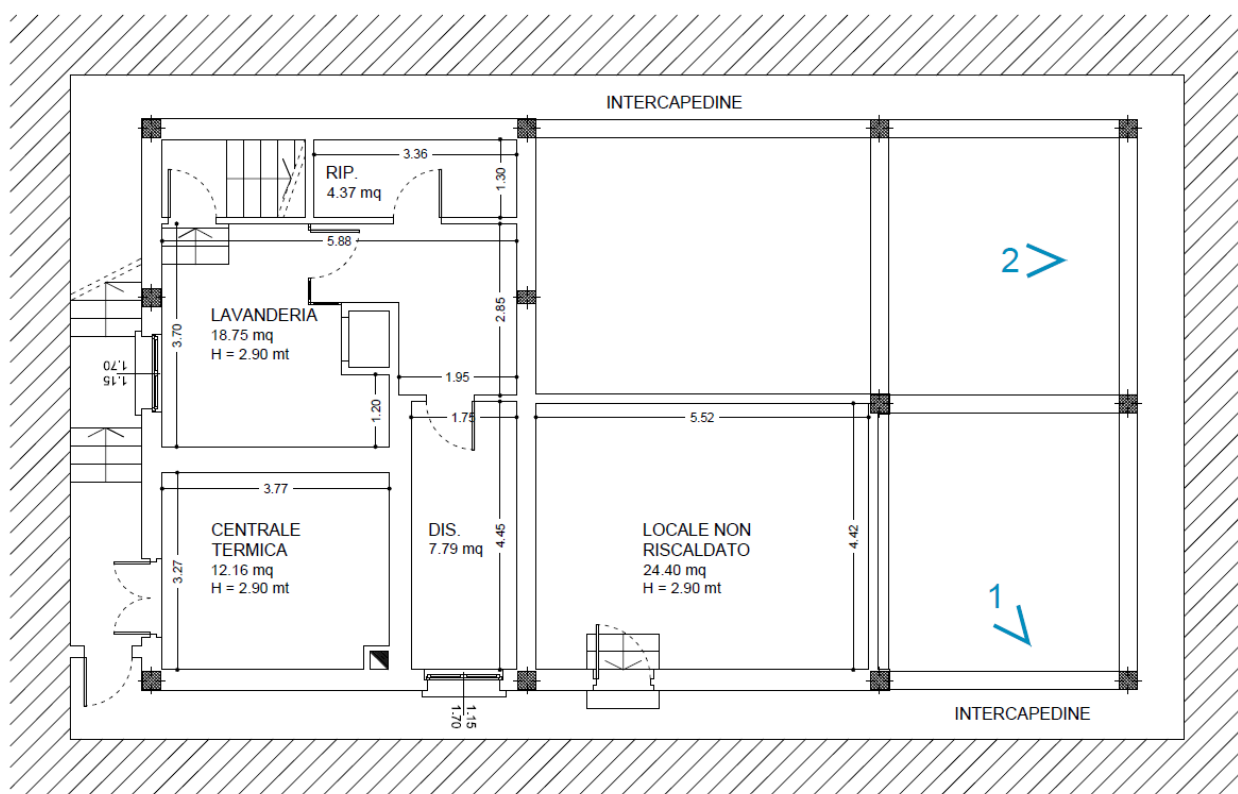 INTERCAPEDINE
3.36
1.30
RIP.
4.37 mq
5.88
2
LAVANDERIA
18.75 mq
H = 2.90 mt
3.70
2.85
1.70
1.15
1.95
1.20
1.75
5.52
3.77
CENTRALE
TERMICA
12.16 mq
H = 2.90 mt
3.27
DIS.
7.79 mq
4.45
LOCALE NON
RISCALDATO
24.40 mq
H = 2.90 mt
4.42
1
1.15
1.70
INTERCAPEDINE